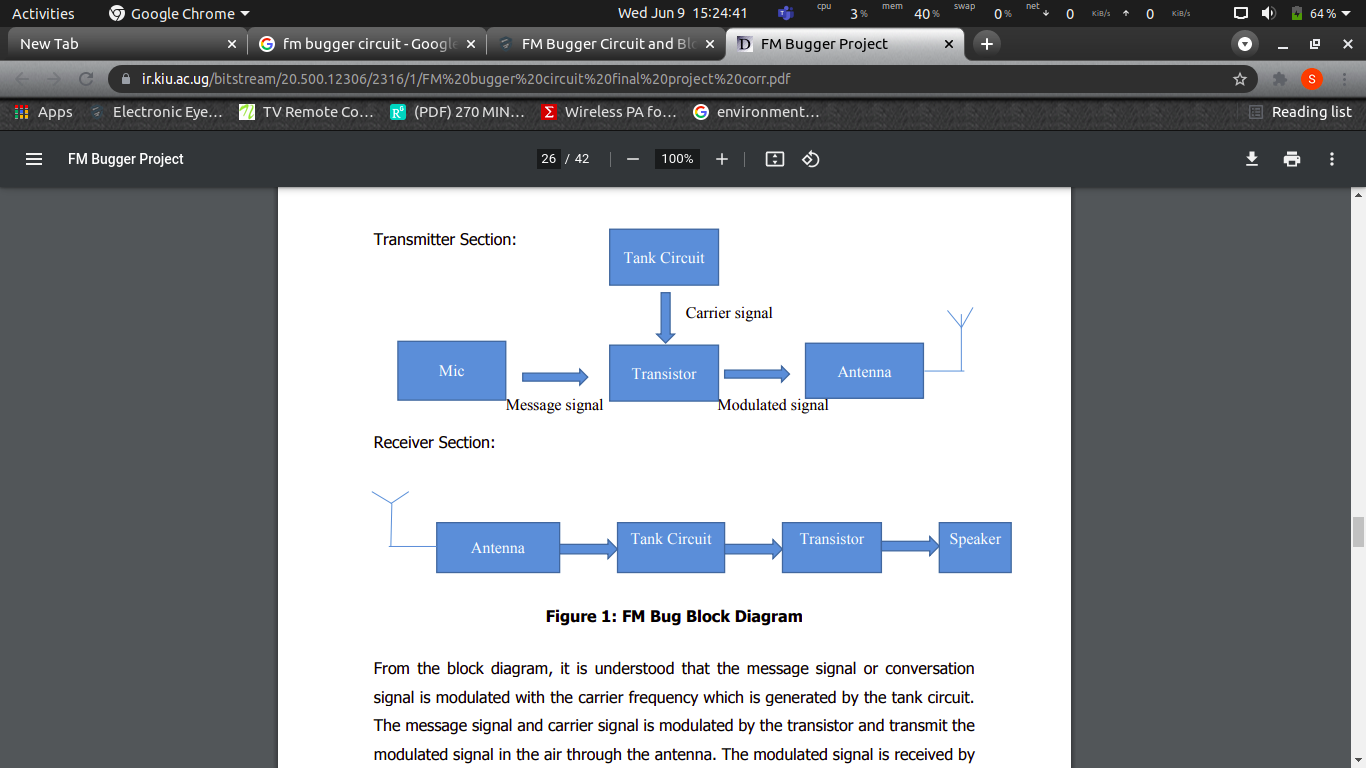 Activities
Google Chrome
Wed Jun 9 15:24:41
cpu 3% mem 40% swap 0% net 0 KiB/s 0 KiB/s
64%
New Tab
fm bugger circuit - Google
FM Bugger Circuit and Blo
FM Bugger Project
ir.kiu.ac.ug/bitstream/20.500.12306/2316/1/FM%20bugger%20circuit%20final%20project%20corr.pdf
S
Apps
Electronic Eye...
TV Remote Co...
(PDF) 270 MIN...
Wireless PA fo...
environment...
Reading list
FM Bugger Project
26 / 42
100%
Transmitter Section:
Tank Circuit
Carrier signal
Mic
Transistor
Antenna
Message signal
Modulated signal
Receiver Section:
Antenna
Tank Circuit
Transistor
Speaker
Figure 1: FM Bug Block Diagram
From the block diagram, it is understood that the message signal or conversation
signal is modulated with the carrier frequency which is generated by the tank circuit.
The message signal and carrier signal is modulated by the transistor and transmit the
modulated signal in the air through the antenna. The modulated signal is received by